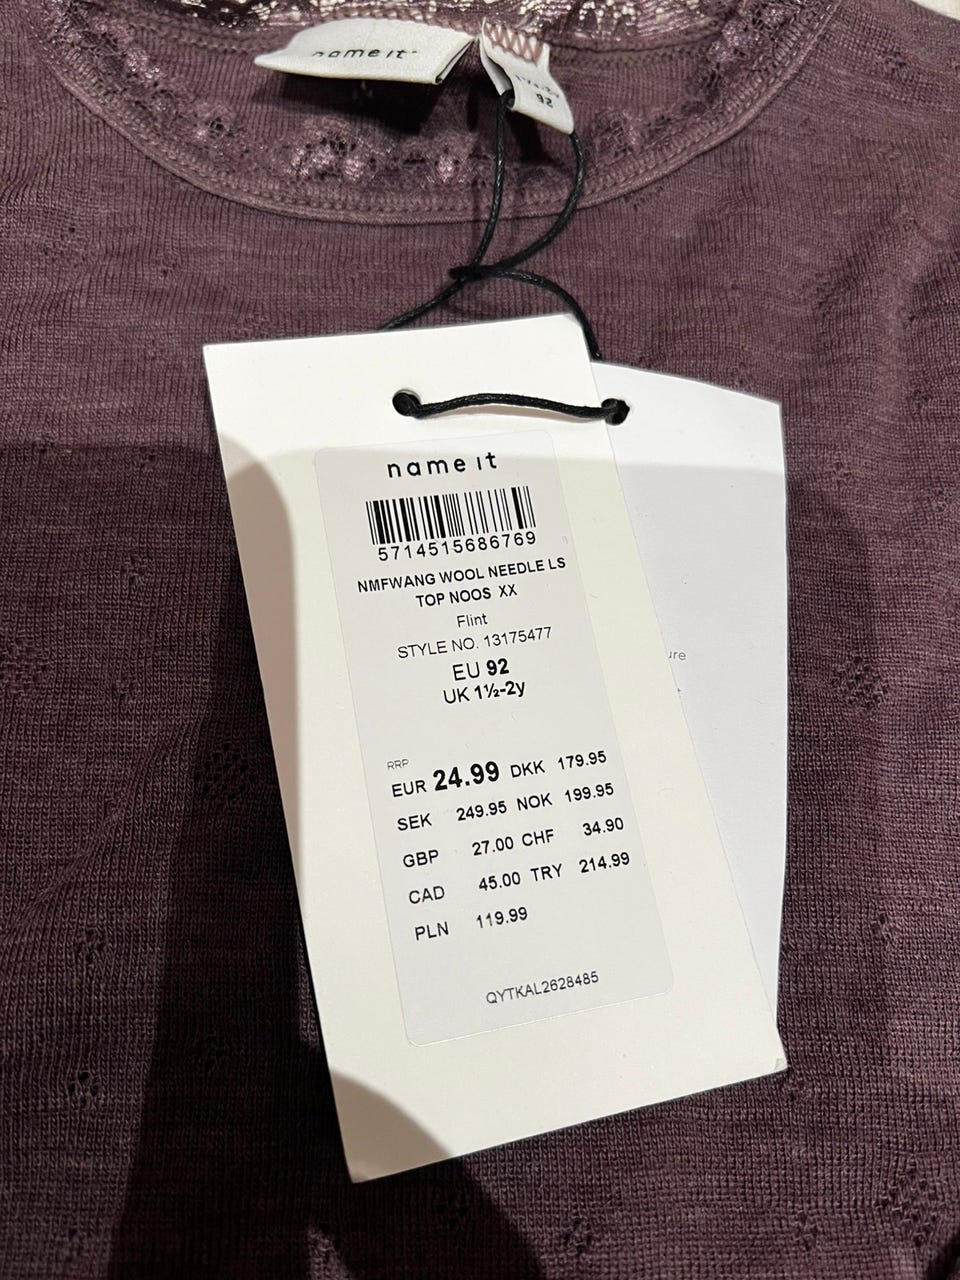 name it
92
name it
5714515686769
NMFWANG WOOL NEEDLE LS
TOP NOOS XX
Flint
STYLE NO. 13175477
EU 92
UK 1½-2y
RRP
EUR 24.99 DKK 179.95
SEK 249.95 NOK 199.95
GBP 27.00 CHF 34.90
CAD 45.00 TRY 214.99
PLN 119.99
QYTKAL2628485
ure